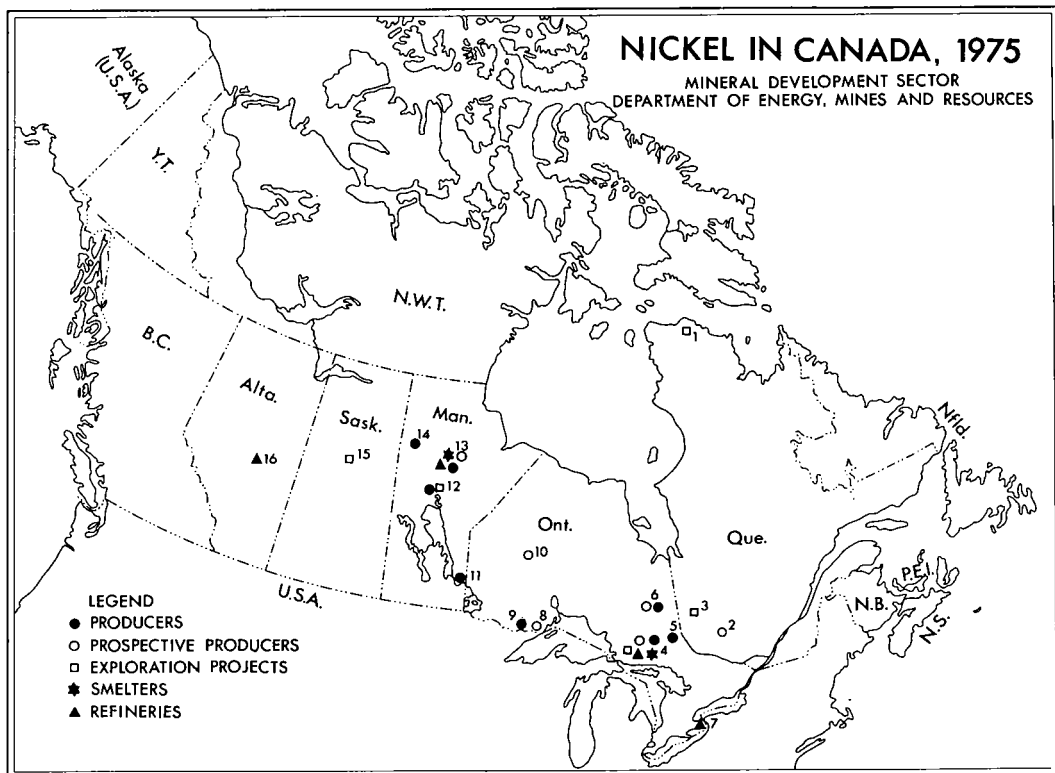 NICKEL IN CANADA, 1975
MINERAL DEVELOPMENT SECTOR
DEPARTMENT OF ENERGY, MINES AND RESOURCES
Alaska
(U.S.A.)
Y.T.
N.W.T.
B.C.
Alta.
Sask.
Man.
Ont.
Que.
Nfld.
P.E.I.
N.B.
N.S.
U.S.A.
1
14
13
16
15
12
10
11
6
3
9
8
5
2
4
7
LEGEND
PRODUCERS
PROSPECTIVE PRODUCERS
EXPLORATION PROJECTS
SMELTERS
REFINERIES